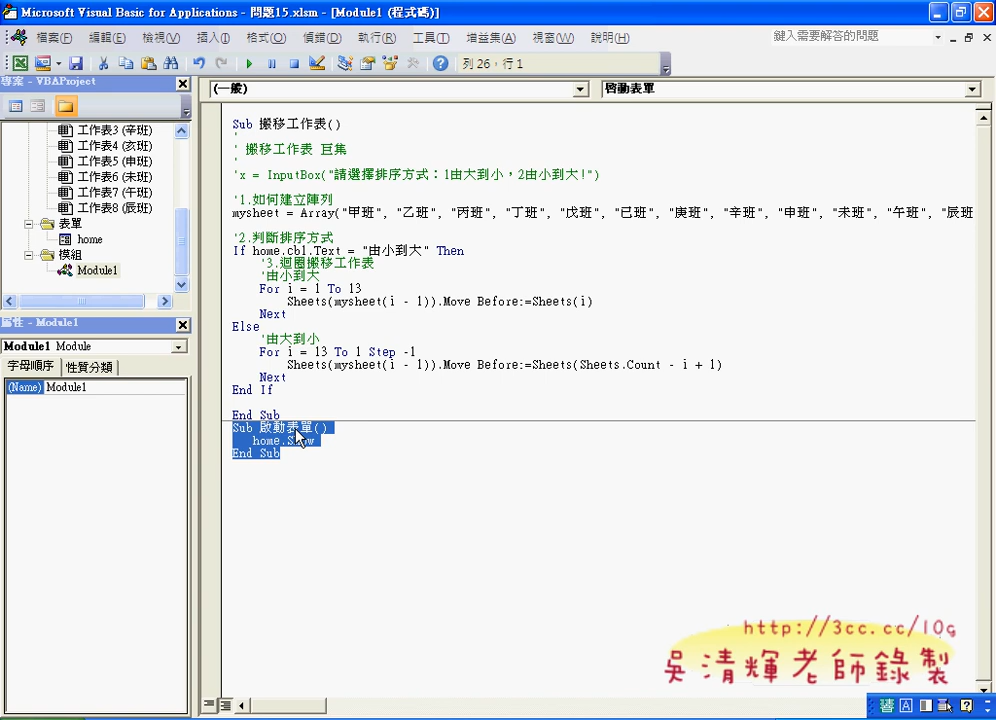 Microsoft Visual Basic for Applications - 問題15.xlsm - [Module1 (程式碼)]
檔案(F) 編輯(E) 檢視(V) 插入(I) 格式(O) 偵錯(D) 執行(R) 工具(T) 增益集(A) 視窗(W) 說明(H) 鍵入需要解答的問題
列 26，行 1
專案 - VBAProject
工作表3 (辛班)
工作表4 (亥班)
工作表5 (申班)
工作表6 (未班)
工作表7 (午班)
工作表8 (辰班)
表單
home
模組
Module1
屬性 - Module1
Module1 Module
字母順序 性質分類
(Name) Module1
(一般) 啟動表單
Sub 搬移工作表()
'
' 搬移工作表 巨集
'
'x = InputBox("請選擇排序方式：1由大到小，2由小到大!")
'1.如何建立陣列
mysheet = Array("甲班", "乙班", "丙班", "丁班", "戊班", "己班", "庚班", "辛班", "申班", "未班", "午班", "辰班
'2.判斷排序方式
If home.cbl.Text = "由小到大" Then
'3.迴圈搬移工作表
'由小到大
For i = 1 To 13
Sheets(mysheet(i - 1)).Move Before:=Sheets(i)
Next
Else
'由大到小
For i = 13 To 1 Step -1
Sheets(mysheet(i - 1)).Move Before:=Sheets(Sheets.Count - i + 1)
Next
End If
End Sub
Sub 啟動表單()
home.Show
End Sub
http://3cc.cc/10g
吳清輝老師錄製